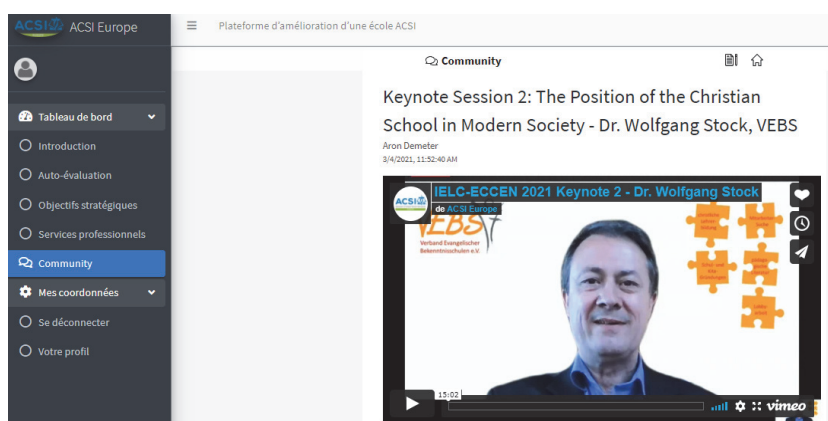 ACSI ACSI Europe
Plateforme d'amélioration d'une école ACSI
Community
Tableau de bord
Introduction
Auto-évaluation
Objectifs stratégiques
Services professionnels
Community
Mes coordonnées
Se déconnecter
Votre profil
Keynote Session 2: The Position of the Christian
School in Modern Society - Dr. Wolfgang Stock, VEBS
Aron Demeter
3/4/2021, 11:52:40 AM
ACSI
IELC-ECCEN 2021 Keynote 2 - Dr. Wolfgang Stock
de ACSI Europe
VEBS
Verband Evangelischer
Bekenntnisschulen e.V.
15:02
vimeo